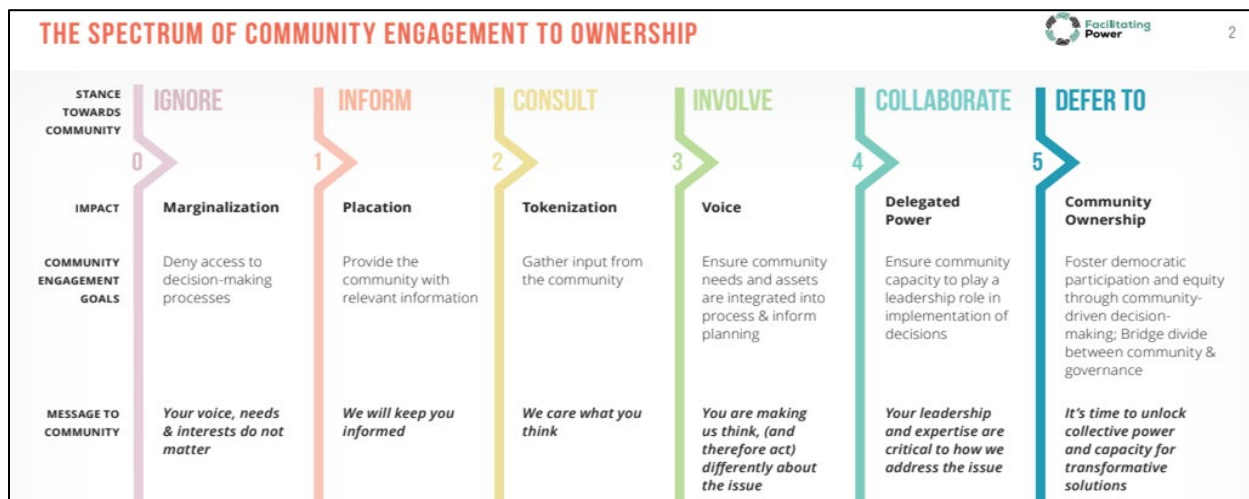 THE SPECTRUM OF COMMUNITY ENGAGEMENT TO OWNERSHIP
Facilitating
Power
2
STANCE
TOWARDS
COMMUNITY
IGNORE
INFORM
CONSULT
INVOLVE
COLLABORATE
DEFER TO
0
1
2
3
4
5
IMPACT
Marginalization
Placation
Tokenization
Voice
Delegated
Power
Community
Ownership
COMMUNITY
ENGAGEMENT
GOALS
Deny access to
decision-making
processes
Provide the
community with
relevant information
Gather input from
the community
Ensure community
needs and assets
are integrated into
process & inform
planning
Ensure community
capacity to play a
leadership role in
implementation of
decisions
Foster democratic
participation and equity
through community-
driven decision-
making; Bridge divide
between community &
governance
MESSAGE TO
COMMUNITY
Your voice, needs
& interests do not
matter
We will keep you
informed
We care what you
think
You are making
us think, (and
therefore act)
differently about
the issue
Your leadership
and expertise are
critical to how we
address the issue
It's time to unlock
collective power
and capacity for
transformative
solutions